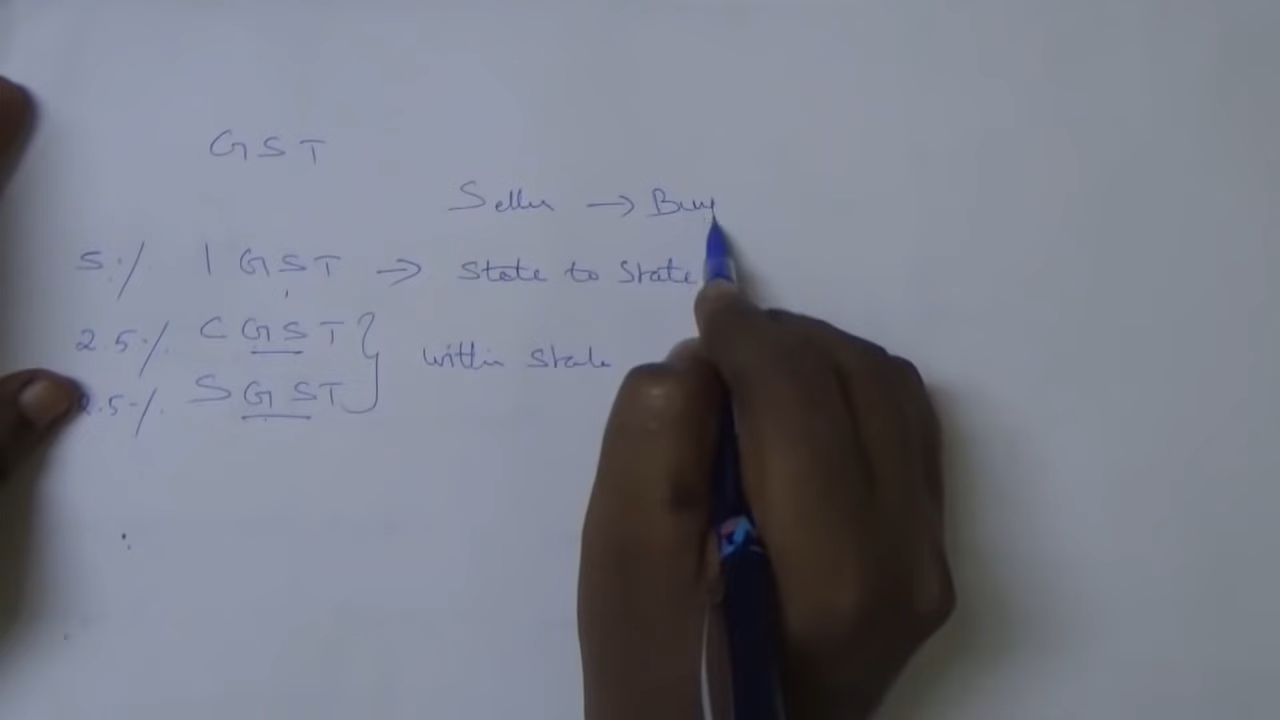 GST
Seller → Buy
5% IGST → State to State
2.5% CGST } within state
2.5% SGST